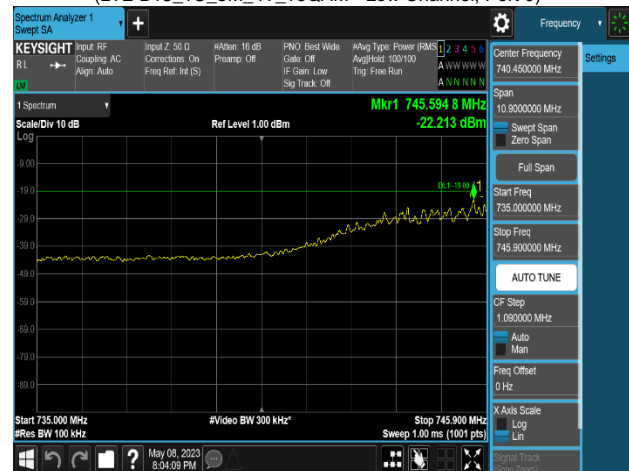 Spectrum Analyzer 1
Swept SA
Frequency
KEYSIGHT
RL
Input: RF
Coupling: AC
Align: Auto
Input Z: 50 Ω
Corrections: On
Freq Ref: Int (S)
#Atten: 16 dB
Preamp: Off
PNO: Best Wide
Gate: Off
IF Gain: Low
Sig Track: Off
#Avg Type: Power (RMS
Avg|Hold: 100/100
Trig: Free Run
1 2 3 4 5 6
A W W W W W
A N N N N N
LM
1 Spectrum
Scale/Div 10 dB
Log
Ref Level 1.00 dBm
Mkr1 745.594 8 MHz
-22.213 dBm
DL1 -19.00
1
-9.00
-19.0
-29.0
-39.0
-49.0
-59.0
-69.0
-79.0
-89.0
Start 735.000 MHz
#Res BW 100 kHz
#Video BW 300 kHz*
Stop 745.900 MHz
Sweep 1.00 ms (1001 pts)
Center Frequency
740.450000 MHz
Settings
Span
10.9000000 MHz
Swept Span
Zero Span
Full Span
Start Freq
735.000000 MHz
Stop Freq
745.900000 MHz
AUTO TUNE
CF Step
1.090000 MHz
Auto
Man
Freq Offset
0 Hz
X Axis Scale
Log
Lin
Signal Track
(Span Zoom)
?
May 08, 2023
8:04:09 PM